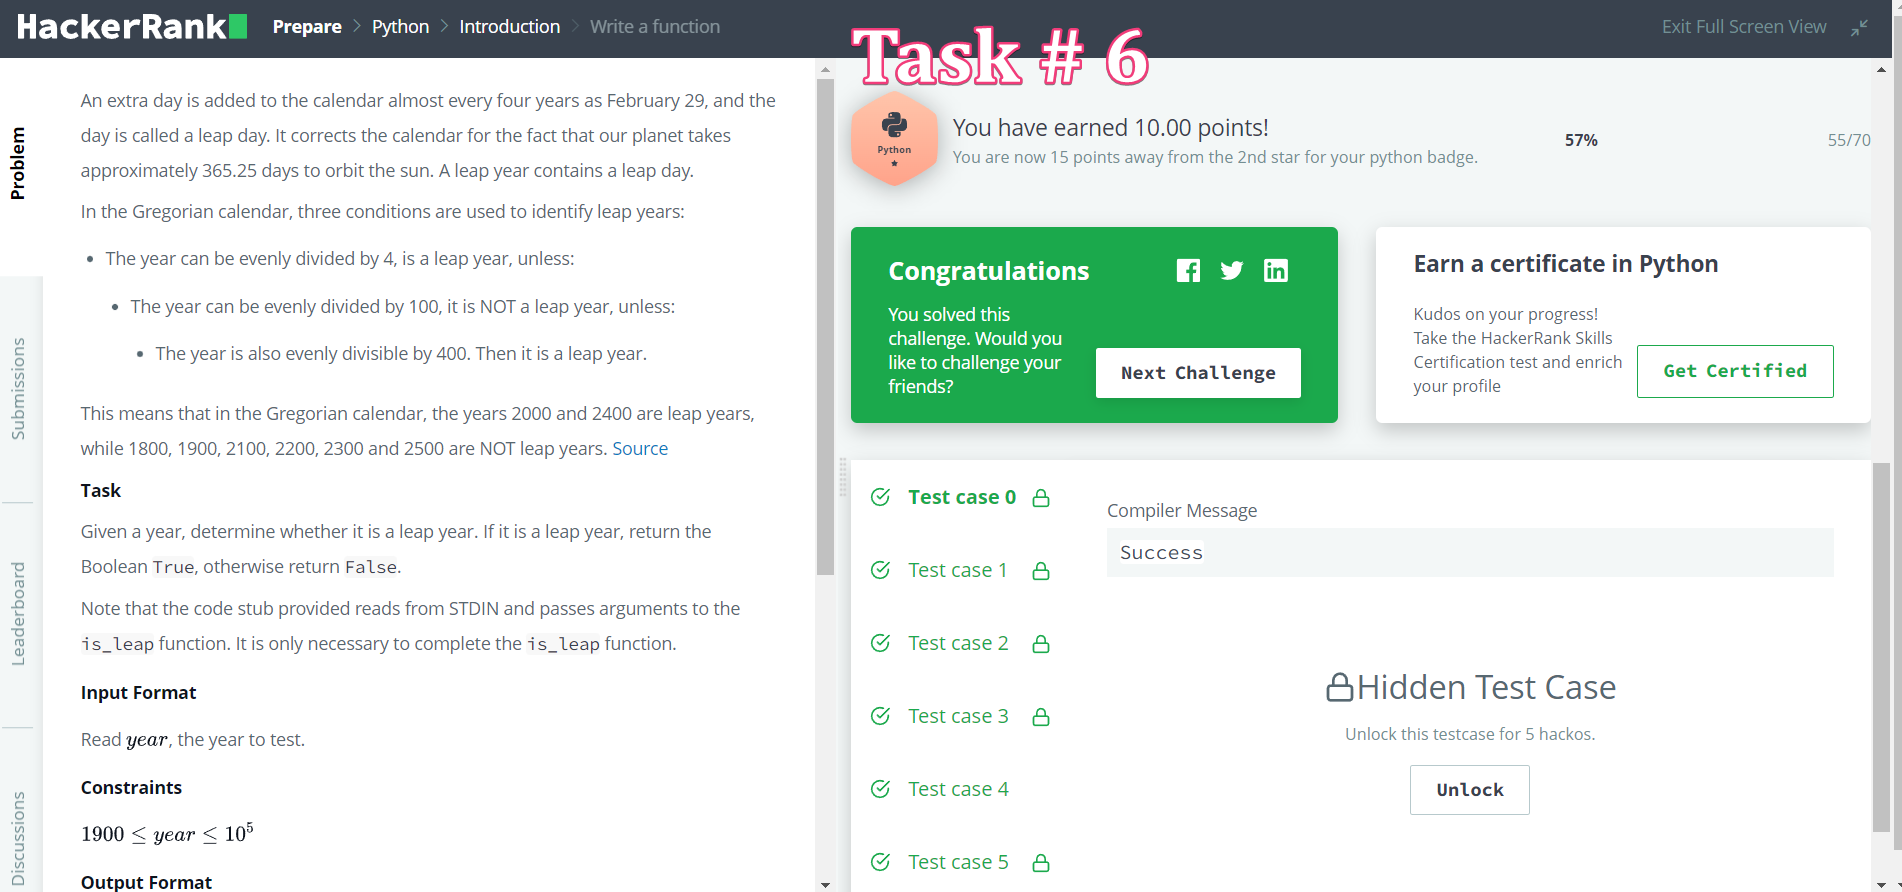 HackerRank
Prepare > Python > Introduction > Write a function
Exit Full Screen View
Task # 6
Problem
Submissions
Leaderboard
Discussions
An extra day is added to the calendar almost every four years as February 29, and the
day is called a leap day. It corrects the calendar for the fact that our planet takes
approximately 365.25 days to orbit the sun. A leap year contains a leap day.
In the Gregorian calendar, three conditions are used to identify leap years:
• The year can be evenly divided by 4, is a leap year, unless:
• The year can be evenly divided by 100, it is NOT a leap year, unless:
• The year is also evenly divisible by 400. Then it is a leap year.
This means that in the Gregorian calendar, the years 2000 and 2400 are leap years,
while 1800, 1900, 2100, 2200, 2300 and 2500 are NOT leap years. Source
Task
Given a year, determine whether it is a leap year. If it is a leap year, return the
Boolean True, otherwise return False.
Note that the code stub provided reads from STDIN and passes arguments to the
is_leap function. It is only necessary to complete the is_leap function.
Input Format
Read year, the year to test.
Constraints
1900 ≤ year ≤ 10⁵
Output Format
Python
You have earned 10.00 points!
You are now 15 points away from the 2nd star for your python badge.
57%
55/70
Congratulations
You solved this
challenge. Would you
like to challenge your
friends?
Next Challenge
Earn a certificate in Python
Kudos on your progress!
Take the HackerRank Skills
Certification test and enrich
your profile
Get Certified
Test case 0
Test case 1
Test case 2
Test case 3
Test case 4
Test case 5
Compiler Message
Success
Hidden Test Case
Unlock this testcase for 5 hackos.
Unlock